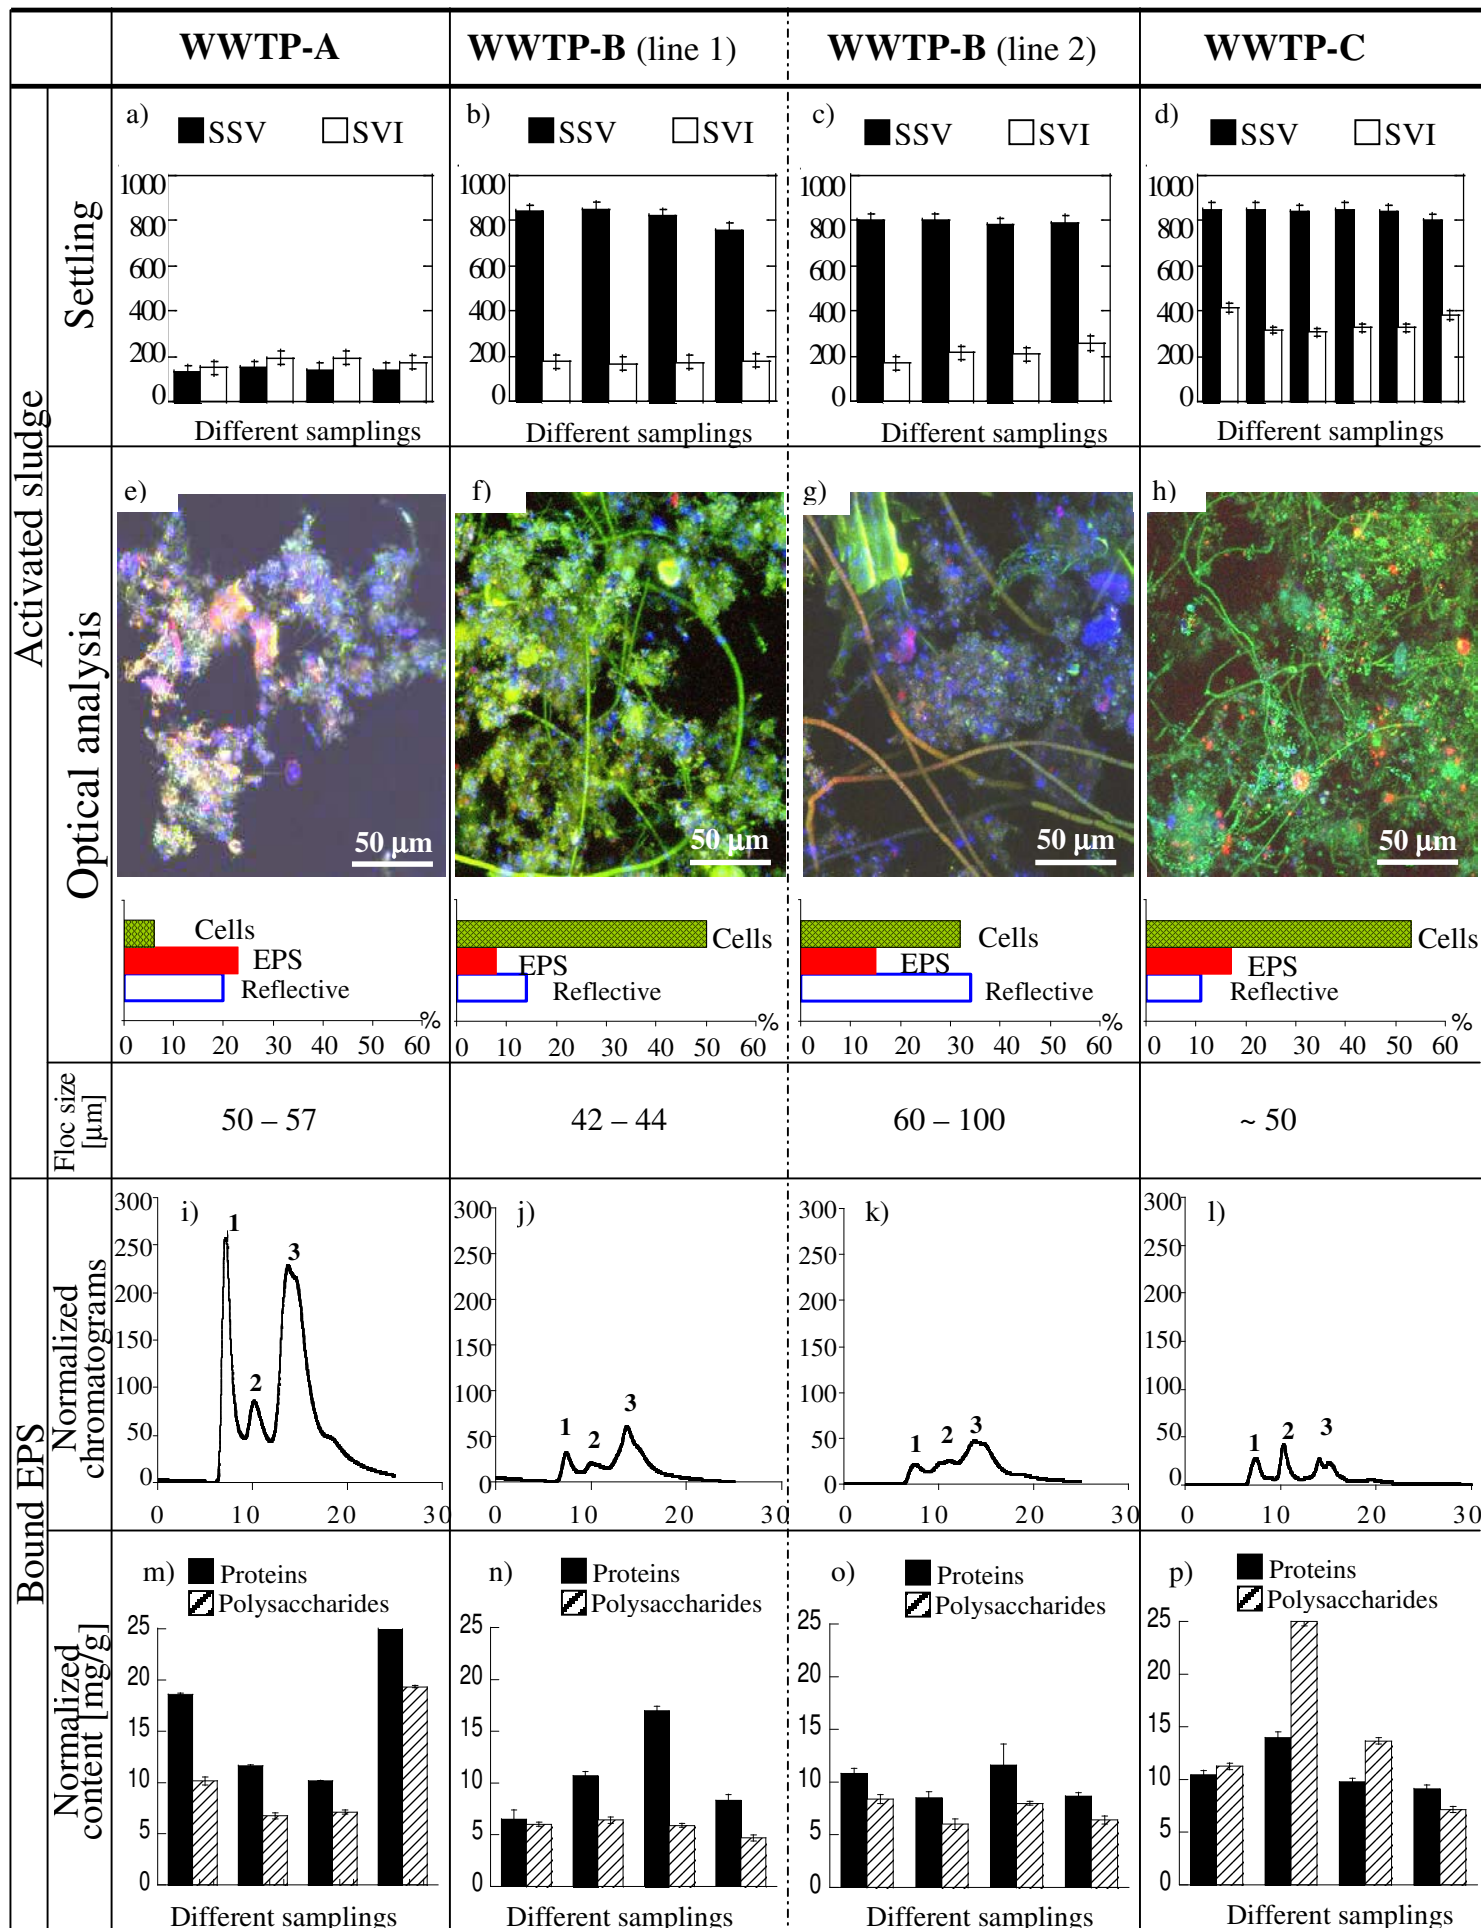 WWTP-A WWTP-B (line 1) WWTP-B (line 2) WWTP-C
Activated sludge
Settling
a) SSV SVI
1000
800
600
400
200
0
Different samplings
b) SSV SVI
1000
800
600
400
200
0
Different samplings
c) SSV SVI
1000
800
600
400
200
0
Different samplings
d) SSV SVI
1000
800
600
400
200
0
Different samplings
Optical analysis
e)
50 μm
Cells
EPS
Reflective
%
0 10 20 30 40 50 60
f)
50 μm
Cells
EPS
Reflective
%
0 10 20 30 40 50 60
g)
50 μm
Cells
EPS
Reflective
%
0 10 20 30 40 50 60
h)
50 μm
Cells
EPS
Reflective
%
0 10 20 30 40 50 60
Floc size
[μm]
50 – 57 42 – 44 60 – 100 ~ 50
Bound EPS
Normalized
chromatograms
i)
300
250
200
150
100
50
0
1
2
3
0 10 20 30
j)
300
250
200
150
100
50
0
1
2
3
0 10 20 30
k)
300
250
200
150
100
50
0
1
2
3
0 10 20 30
l)
300
250
200
150
100
50
0
1
2
3
0 10 20 30
Normalized
content [mg/g]
m) Proteins
Polysaccharides
25
20
15
10
5
0
Different samplings
n) Proteins
Polysaccharides
25
20
15
10
5
0
Different samplings
o) Proteins
Polysaccharides
25
20
15
10
5
0
Different samplings
p) Proteins
Polysaccharides
25
20
15
10
5
0
Different samplings